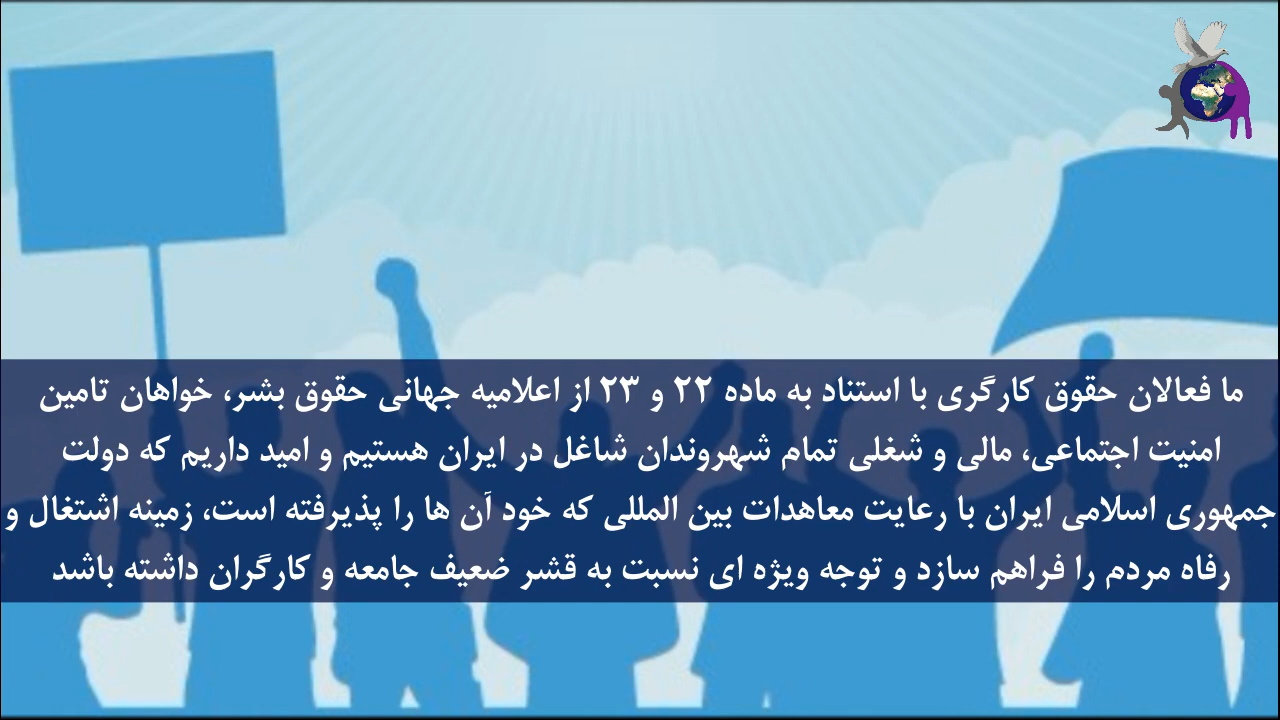 ما فعالان حقوق کارگری با استناد به ماده ۲۲ و ۲۳ از اعلامیه جهانی حقوق بشر، خواهان تامین
امنیت اجتماعی، مالی و شغلی تمام شهروندان شاغل در ایران هستیم و امید داریم که دولت
جمهوری اسلامی ایران با رعایت معاهدات بین المللی که خود آن ها را پذیرفته است، زمینه اشتغال و
رفاه مردم را فراهم سازد و توجه ویژه ای نسبت به قشر ضعیف جامعه و کارگران داشته باشد